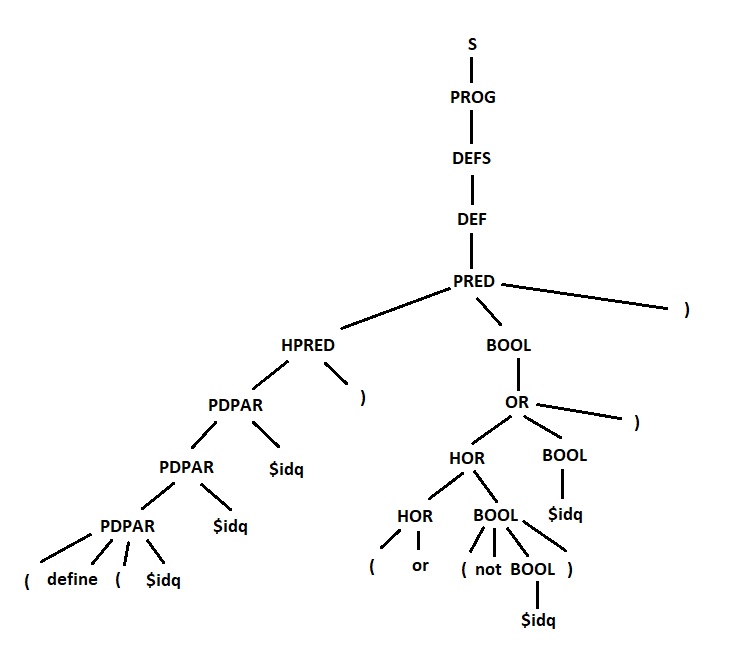 S
PROG
DEFS
DEF
PRED
)
HPRED BOOL
)
PDPAR OR
)
PDPAR $idq HOR BOOL
PDPAR $idq HOR BOOL $idq
( define ( $idq ( or ( not BOOL )
$idq